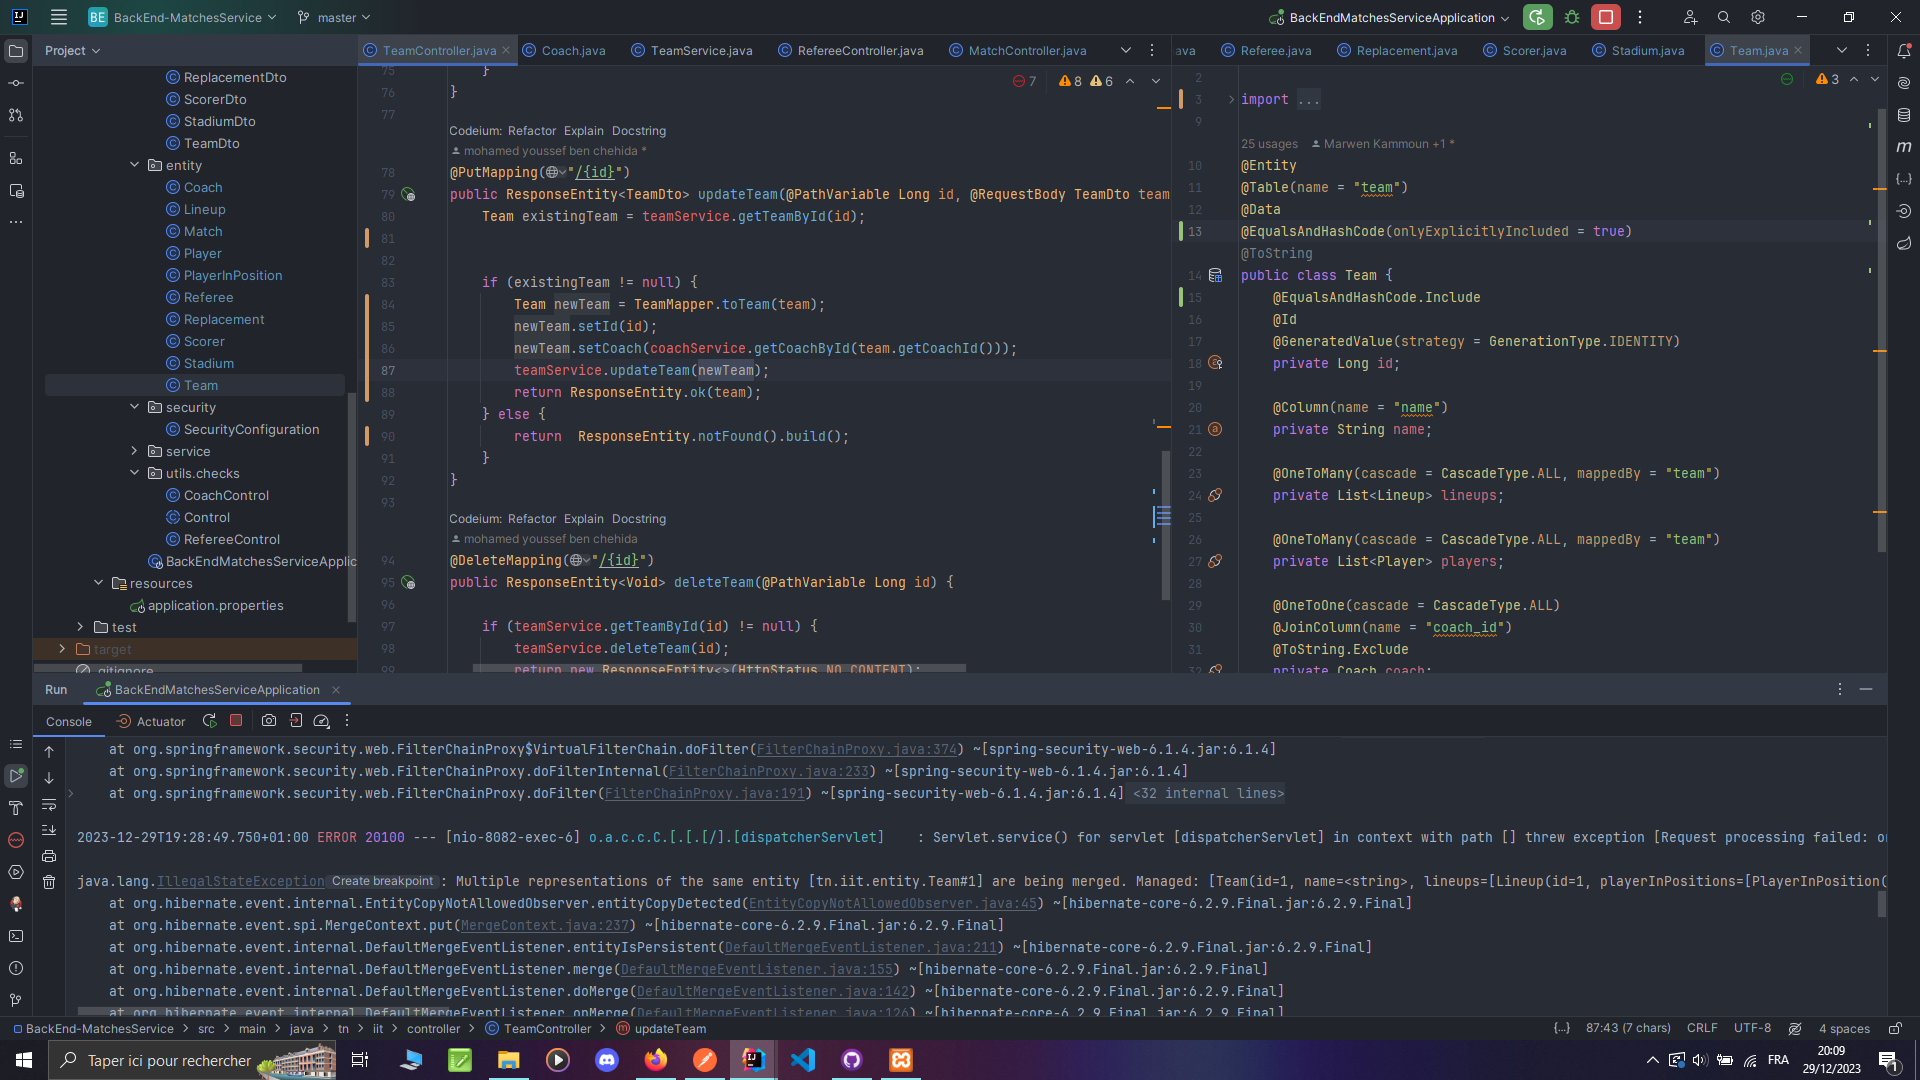 BE BackEnd-MatchesService master BackEndMatchesServiceApplication
Project
ReplacementDto
ScorerDto
StadiumDto
TeamDto
entity
Coach
Lineup
Match
Player
PlayerInPosition
Referee
Replacement
Scorer
Stadium
Team
security
SecurityConfiguration
service
utils.checks
CoachControl
Control
RefereeControl
BackEndMatchesServiceApplic
resources
application.properties
test
target
.gitignore
TeamController.java Coach.java TeamService.java RefereeController.java MatchController.java
7 8 6
75 }
76 }
77
Codeium: Refactor Explain Docstring
mohamed youssef ben chehida *
78 @PutMapping("/{id}")
79 public ResponseEntity<TeamDto> updateTeam(@PathVariable Long id, @RequestBody TeamDto team
80 Team existingTeam = teamService.getTeamById(id);
81
82
83 if (existingTeam != null) {
84 Team newTeam = TeamMapper.toTeam(team);
85 newTeam.setId(id);
86 newTeam.setCoach(coachService.getCoachById(team.getCoachId()));
87 teamService.updateTeam(newTeam);
88 return ResponseEntity.ok(team);
89 } else {
90 return  ResponseEntity.notFound().build();
91 }
92 }
93
Codeium: Refactor Explain Docstring
mohamed youssef ben chehida
94 @DeleteMapping("/{id}")
95 public ResponseEntity<Void> deleteTeam(@PathVariable Long id) {
96
97 if (teamService.getTeamById(id) != null) {
98 teamService.deleteTeam(id);
99 return new ResponseEntity<>(HttpStatus.NO_CONTENT);
ava Referee.java Replacement.java Scorer.java Stadium.java Team.java
3
2
3 import ...
9
25 usages Marwen Kammoun +1 *
10 @Entity
11 @Table(name = "team")
12 @Data
13 @EqualsAndHashCode(onlyExplicitlyIncluded = true)
@ToString
14 public class Team {
15 @EqualsAndHashCode.Include
16 @Id
17 @GeneratedValue(strategy = GenerationType.IDENTITY)
18 private Long id;
19
20 @Column(name = "name")
21 private String name;
22
23 @OneToMany(cascade = CascadeType.ALL, mappedBy = "team")
24 private List<Lineup> lineups;
25
26 @OneToMany(cascade = CascadeType.ALL, mappedBy = "team")
27 private List<Player> players;
28
29 @OneToOne(cascade = CascadeType.ALL)
30 @JoinColumn(name = "coach_id")
31 @ToString.Exclude
32 private Coach coach;
Run BackEndMatchesServiceApplication
Console Actuator
at org.springframework.security.web.FilterChainProxy$VirtualFilterChain.doFilter(FilterChainProxy.java:374) ~[spring-security-web-6.1.4.jar:6.1.4]
at org.springframework.security.web.FilterChainProxy.doFilterInternal(FilterChainProxy.java:233) ~[spring-security-web-6.1.4.jar:6.1.4]
at org.springframework.security.web.FilterChainProxy.doFilter(FilterChainProxy.java:191) ~[spring-security-web-6.1.4.jar:6.1.4] <32 internal lines>
2023-12-29T19:28:49.750+01:00 ERROR 20100 --- [nio-8082-exec-6] o.a.c.c.C.[.[.[/].[dispatcherServlet]    : Servlet.service() for servlet [dispatcherServlet] in context with path [] threw exception [Request processing failed: o
java.lang.IllegalStateException Create breakpoint : Multiple representations of the same entity [tn.iit.entity.Team#1] are being merged. Managed: [Team(id=1, name=<string>, lineups=[Lineup(id=1, playerInPositions=[PlayerInPosition(
at org.hibernate.event.internal.EntityCopyNotAllowedObserver.entityCopyDetected(EntityCopyNotAllowedObserver.java:45) ~[hibernate-core-6.2.9.Final.jar:6.2.9.Final]
at org.hibernate.event.spi.MergeContext.put(MergeContext.java:237) ~[hibernate-core-6.2.9.Final.jar:6.2.9.Final]
at org.hibernate.event.internal.DefaultMergeEventListener.entityIsPersistent(DefaultMergeEventListener.java:211) ~[hibernate-core-6.2.9.Final.jar:6.2.9.Final]
at org.hibernate.event.internal.DefaultMergeEventListener.merge(DefaultMergeEventListener.java:155) ~[hibernate-core-6.2.9.Final.jar:6.2.9.Final]
at org.hibernate.event.internal.DefaultMergeEventListener.doMerge(DefaultMergeEventListener.java:142) ~[hibernate-core-6.2.9.Final.jar:6.2.9.Final]
at org.hibernate.event.internal.DefaultMergeEventListener.onMerge(DefaultMergeEventListener.java:126) ~[hibernate-core-6.2.9.Final.jar:6.2.9.Final]
BackEnd-MatchesService src main java tn iit controller TeamController updateTeam {..} 87:43 (7 chars) CRLF UTF-8 4 spaces
Taper ici pour rechercher FRA 20:09
29/12/2023 1